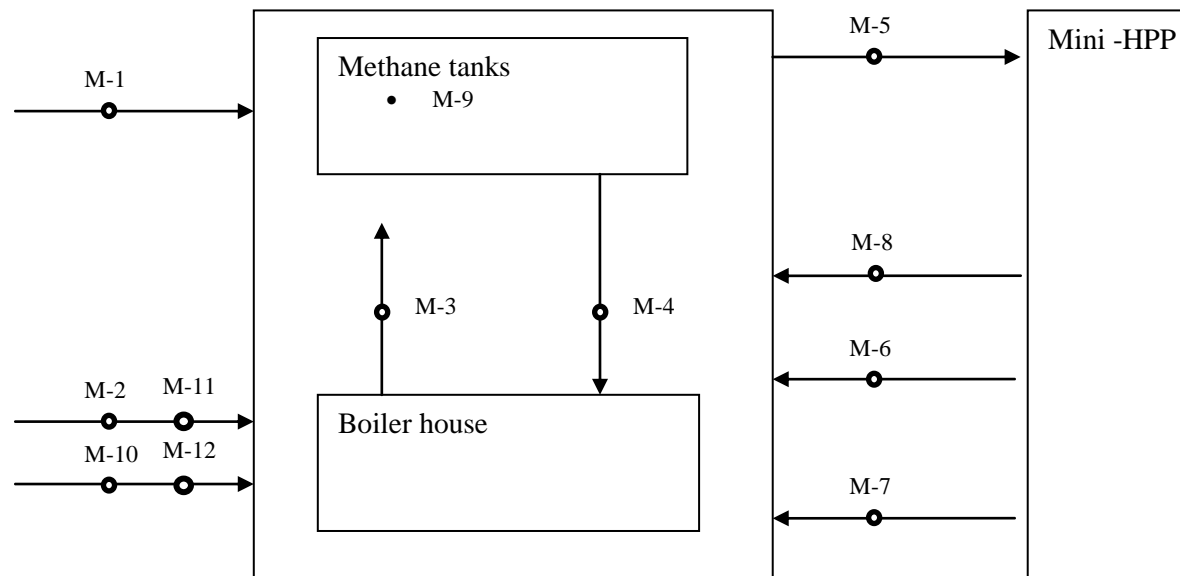 M-5
Mini -HPP
Methane tanks
M-1
M-9
M-8
M-3
M-4
M-6
M-2
M-11
Boiler house
M-10
M-12
M-7